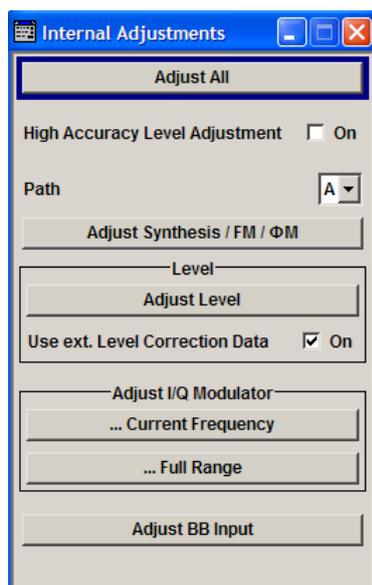 Internal Adjustments
Adjust All
High Accuracy Level Adjustment On
Path A
Adjust Synthesis / FM / ΦM
Level
Adjust Level
Use ext. Level Correction Data On
Adjust I/Q Modulator
... Current Frequency
... Full Range
Adjust BB Input